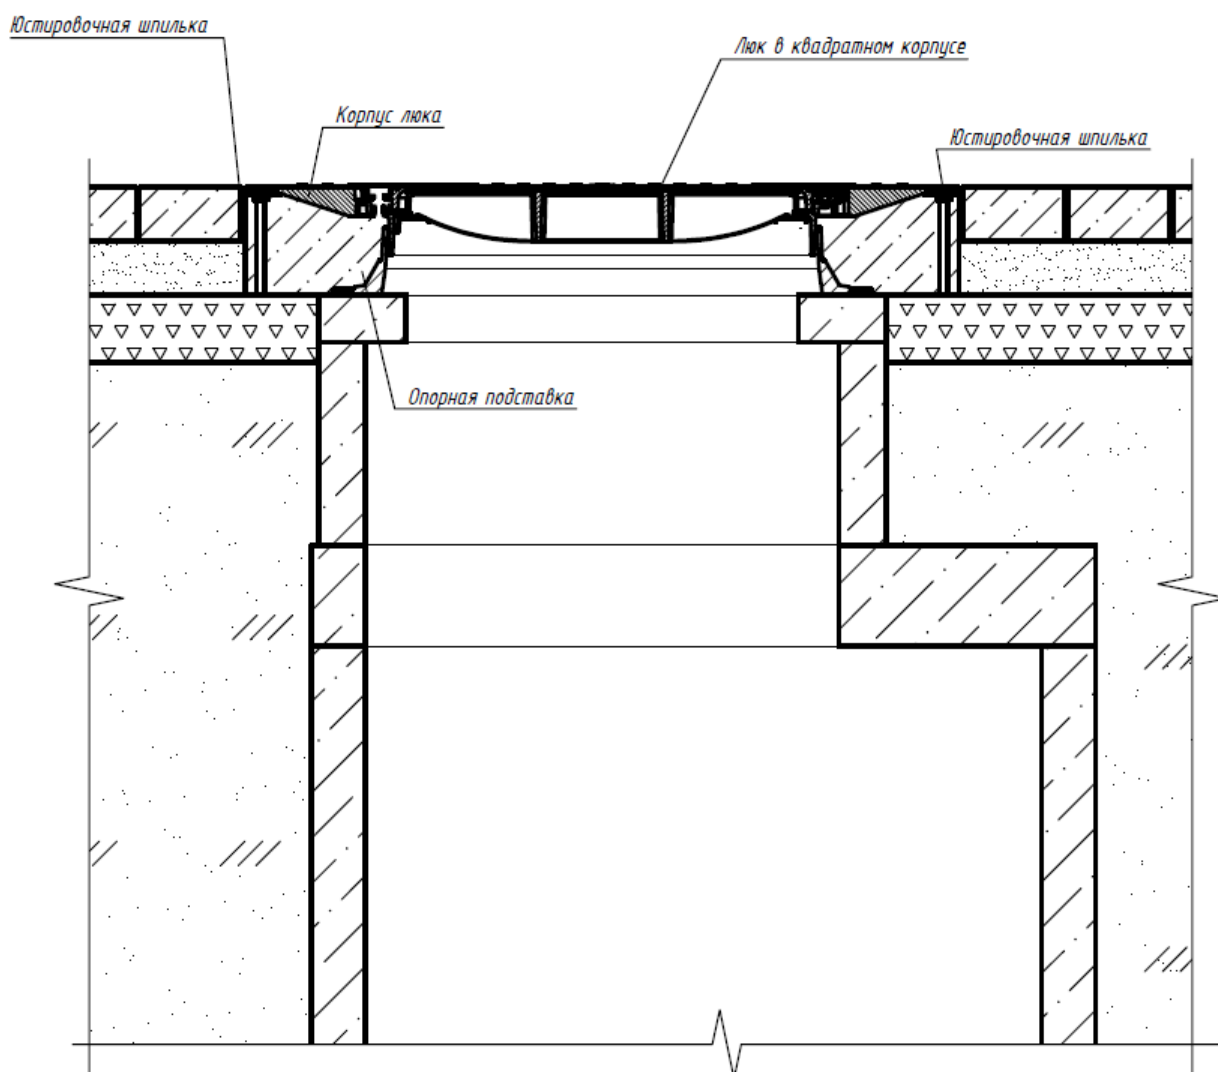 Юстировочная шпилька
Люк в квадратном корпусе
Корпус люка
Юстировочная шпилька
Опорная подставка